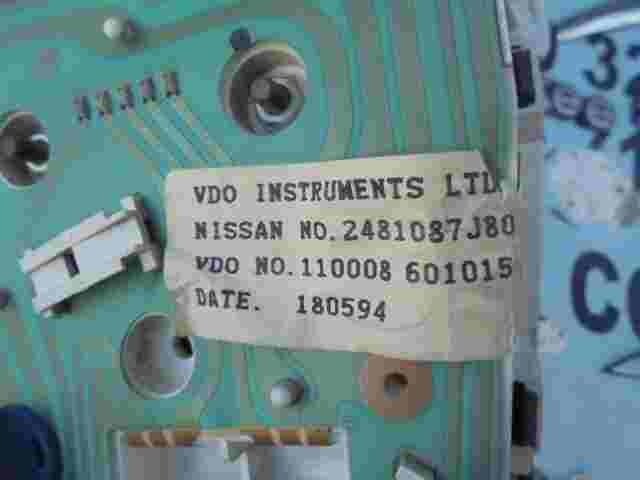 VDO INSTRUMENTS LTD.
NISSAN NO. 2481087J80
VDO NO. 110008 601015
DATE. 180594